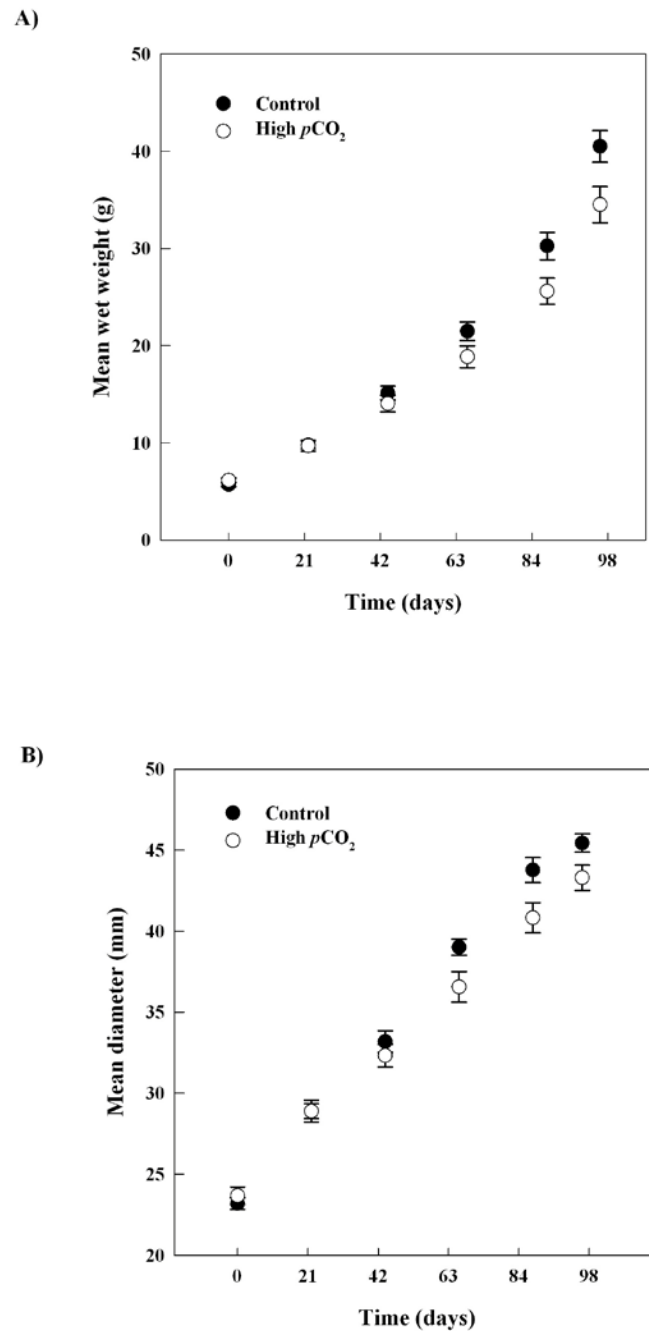 A)
50
40
30
20
10
0
Mean wet weight (g)
Control
High pCO₂
0 21 42 63 84 98
Time (days)
B)
50
45
40
35
30
25
20
Mean diameter (mm)
Control
High pCO₂
0 21 42 63 84 98
Time (days)